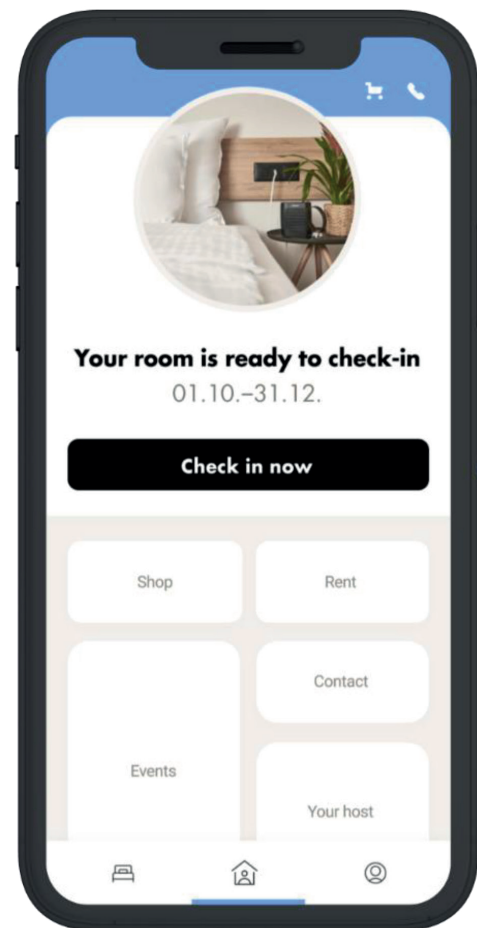 Your room is ready to check-in
01.10.–31.12.
Check in now
Shop
Rent
Contact
Events
Your host